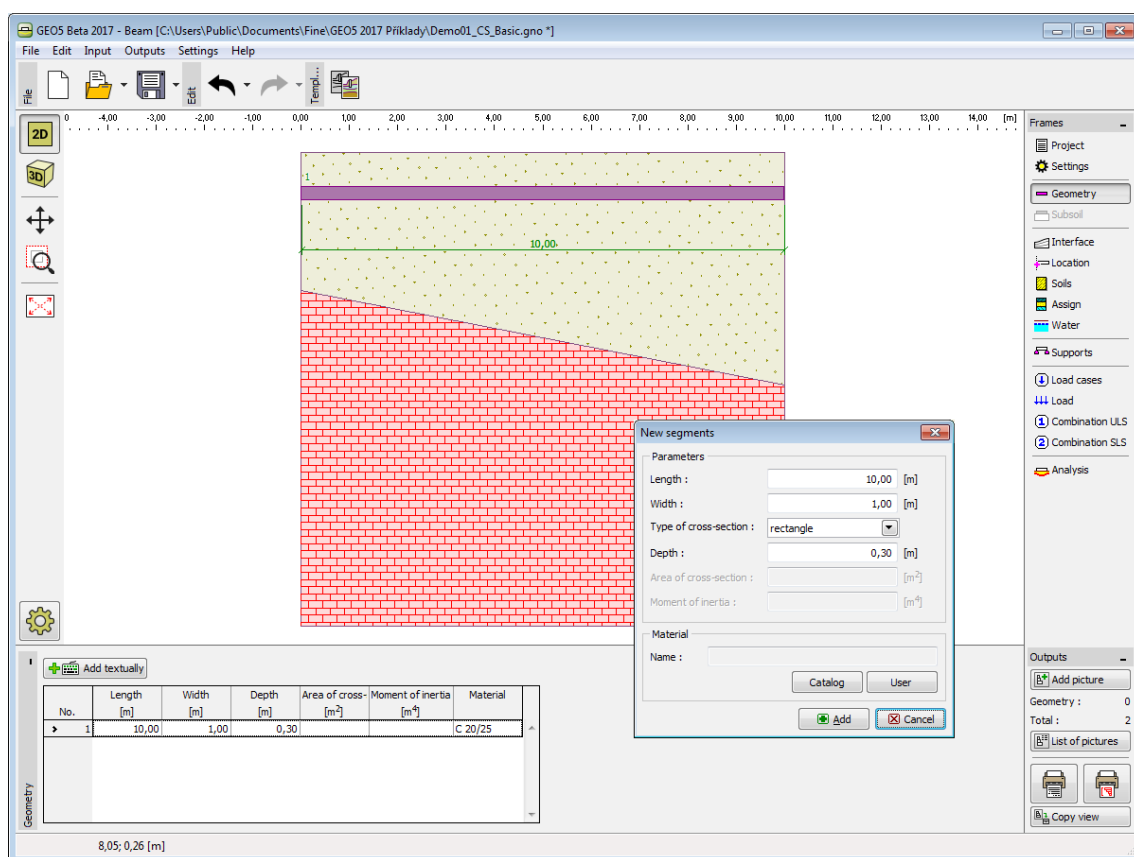 GEO5 Beta 2017 - Beam [C:\Users\Public\Documents\Fine\GEO5 2017 Příklady\Demo01_CS_Basic.gno *]
File Edit Input Outputs Settings Help
File
Edit
Templ...
0 -4,00 -3,00 -2,00 -1,00 0,00 1,00 2,00 3,00 4,00 5,00 6,00 7,00 8,00 9,00 10,00 11,00 12,00 13,00 14,00 [m]
2D
3D
1
10,00
Frames
Project
Settings
Geometry
Subsoil
Interface
Location
Soils
Assign
Water
Supports
Load cases
Load
1 Combination ULS
2 Combination SLS
Analysis
New segments
Parameters
Length : 10,00 [m]
Width : 1,00 [m]
Type of cross-section : rectangle
Depth : 0,30 [m]
Area of cross-section : [m²]
Moment of inertia : [m⁴]
Material
Name :
Catalog User
Add Cancel
Add textually
Length Width Depth Area of cross- Moment of inertia Material
No. [m] [m] [m] [m²] [m⁴]
1 10,00 1,00 0,30 C 20/25
Geometry
Outputs
Add picture
Geometry : 0
Total : 2
List of pictures
Copy view
8,05; 0,26 [m]